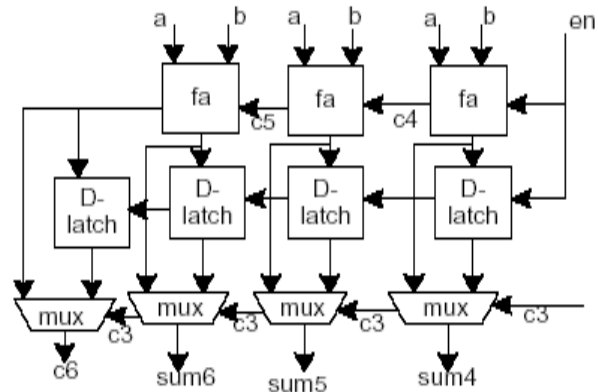 a b a b a b en
fa fa fa
c5 c4
D-latch D-latch D-latch D-latch
mux mux mux mux
c3 c3 c3 c3
c6 sum6 sum5 sum4